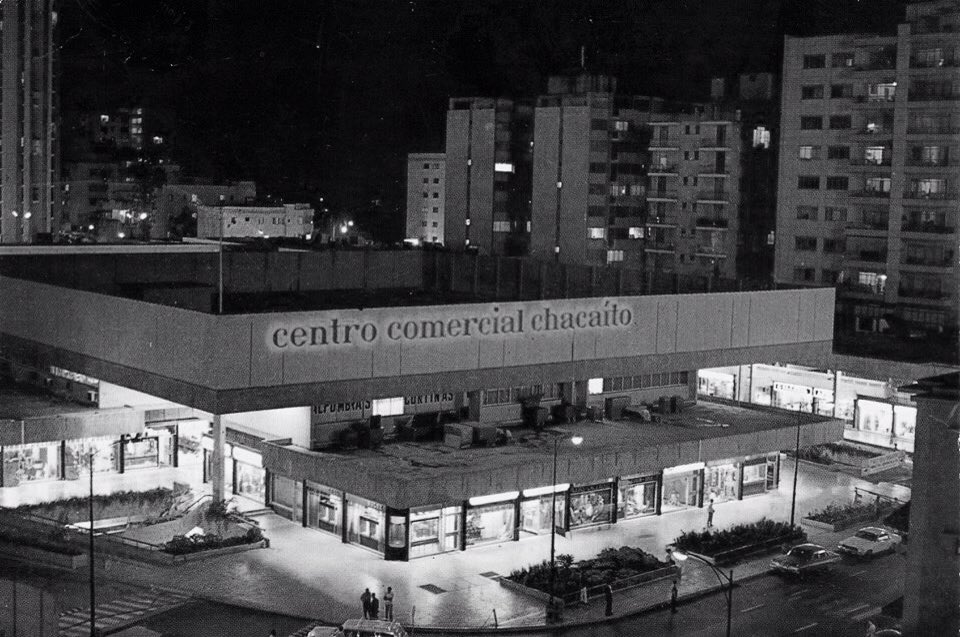 centro comercial chacaíto
ALFOMBRAS CORTINAS